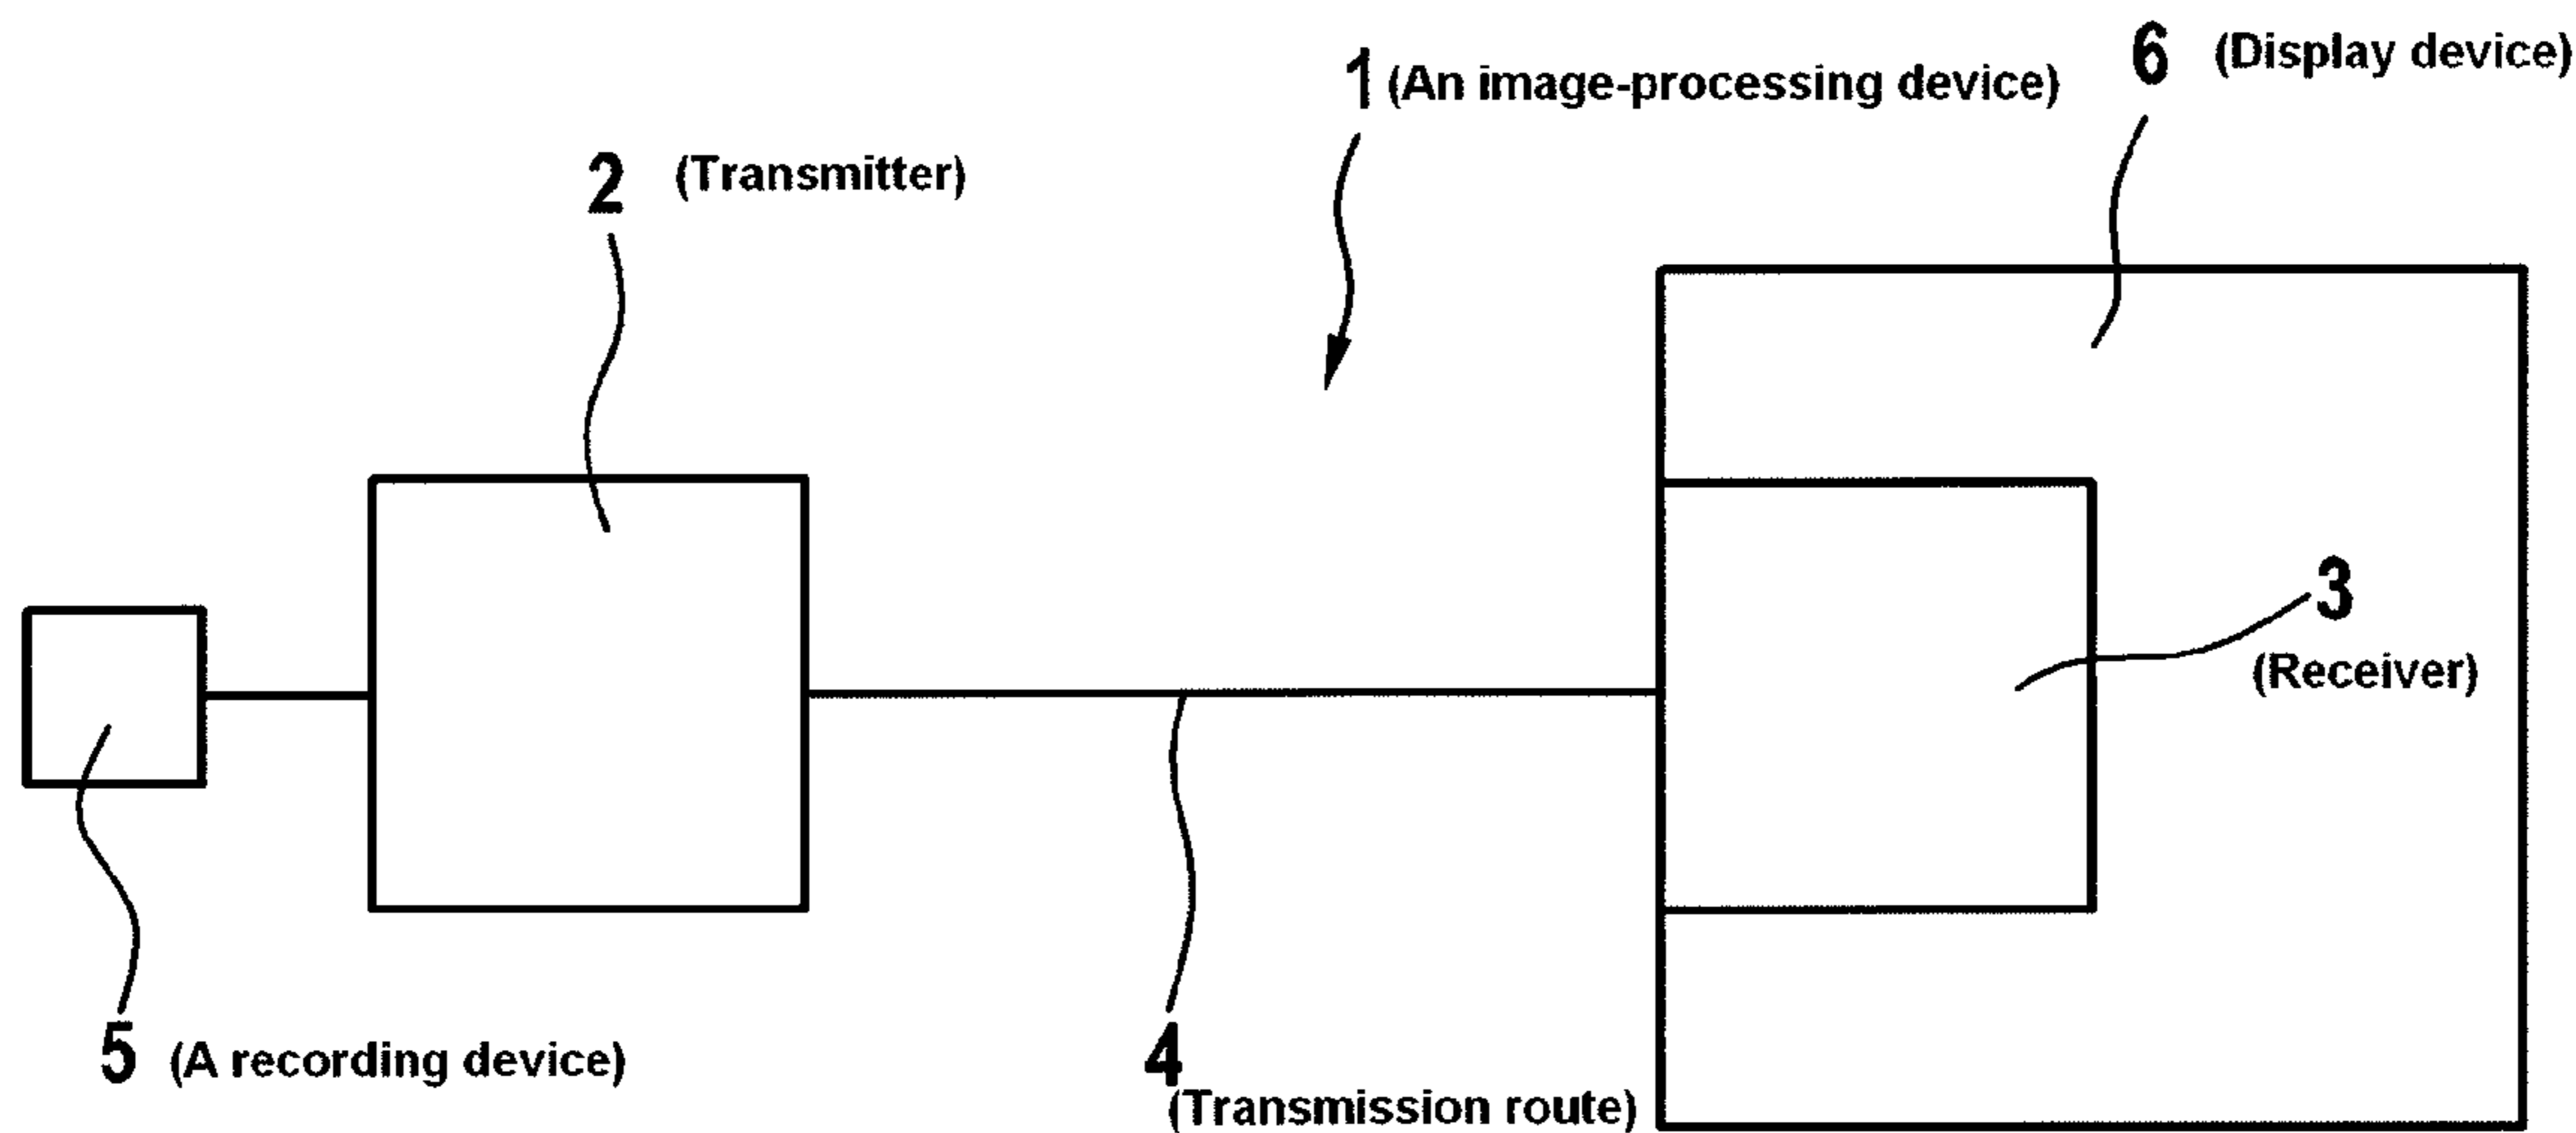 6 (Display device)
1 (An image-processing device)
2 (Transmitter)
3
(Receiver)
5 (A recording device)
4
(Transmission route)